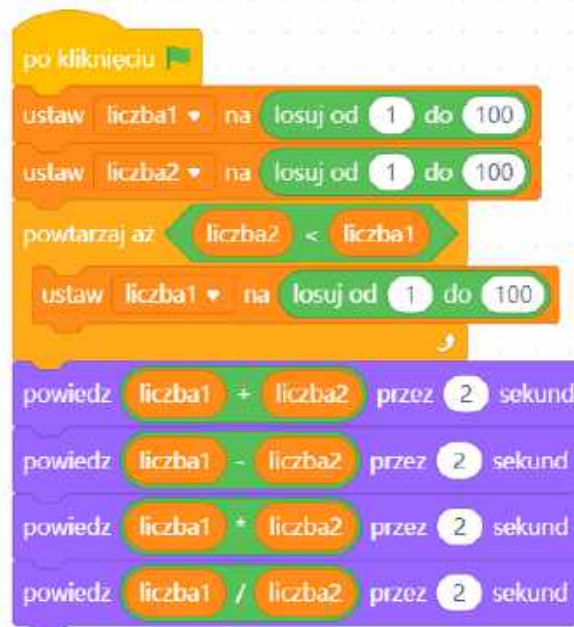 po kliknięciu
ustaw liczba1 na losuj od 1 do 100
ustaw liczba2 na losuj od 1 do 100
powtarzaj aż liczba2 < liczba1
ustaw liczba1 na losuj od 1 do 100
powiedz liczba1 + liczba2 przez 2 sekund
powiedz liczba1 - liczba2 przez 2 sekund
powiedz liczba1 * liczba2 przez 2 sekund
powiedz liczba1 / liczba2 przez 2 sekund